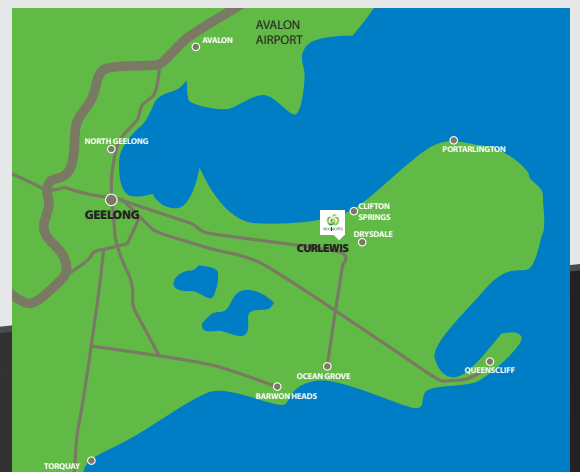 AVALON
AIRPORT
AVALON
NORTH GEELONG
PORTARLINGTON
GEELONG
CLIFTON
SPRINGS
DRYSDALE
CURLEWIS
OCEAN GROVE
QUEENSCLIFF
BARWON HEADS
TORQUAY